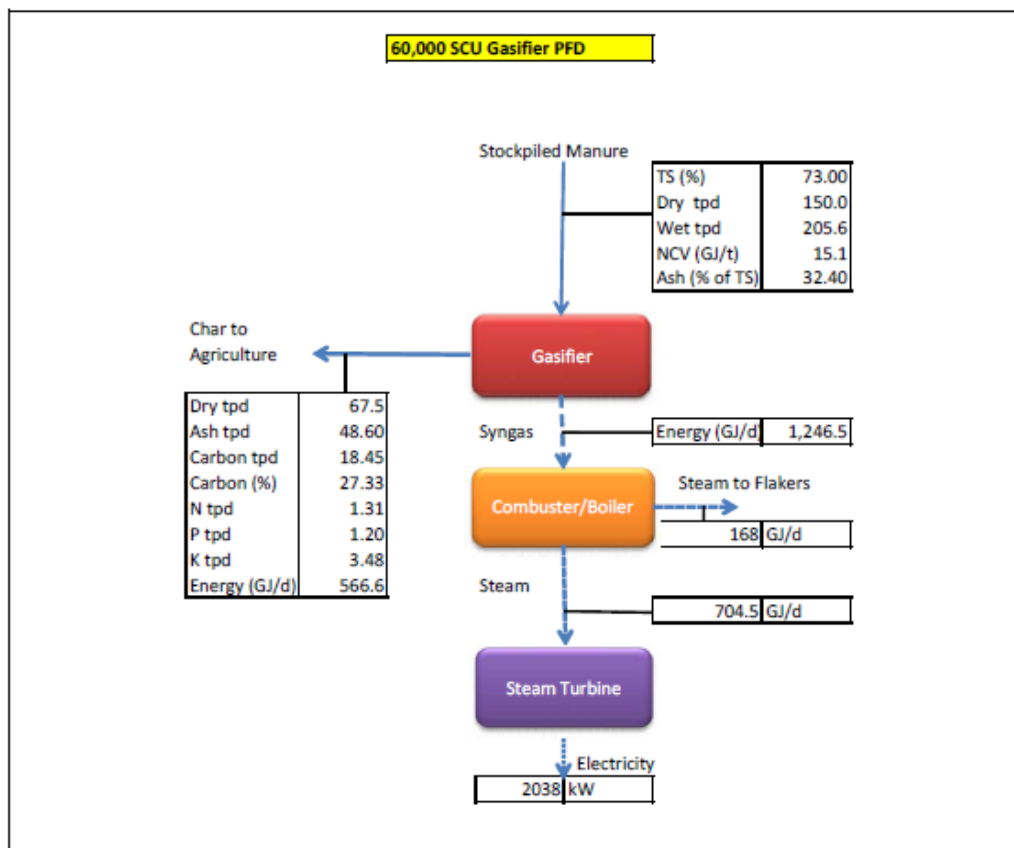 60,000 SCU Gasifier PFD
Stockpiled Manure
TS (%) 73.00
Dry tpd 150.0
Wet tpd 205.6
NCV (GJ/t) 15.1
Ash (% of TS) 32.40
Char to
Agriculture
Gasifier
Dry tpd 67.5
Ash tpd 48.60
Carbon tpd 18.45
Carbon (%) 27.33
N tpd 1.31
P tpd 1.20
K tpd 3.48
Energy (GJ/d) 566.6
Syngas
Energy (GJ/d) 1,246.5
Combuster/Boiler
Steam to Flakers
168 GJ/d
Steam
704.5 GJ/d
Steam Turbine
Electricity
2038 kW